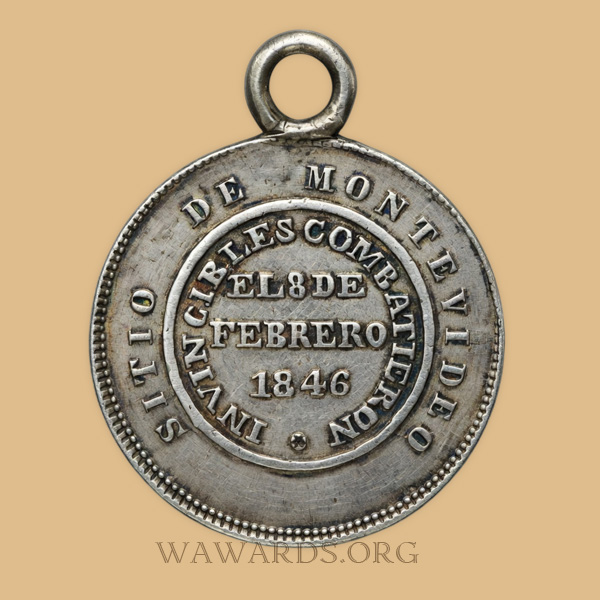 SITIO DE MONTEVIDEO
INVINCIBLES COMBATIERON
EL 8 DE
FEBRERO
1846
WAWARDS.ORG